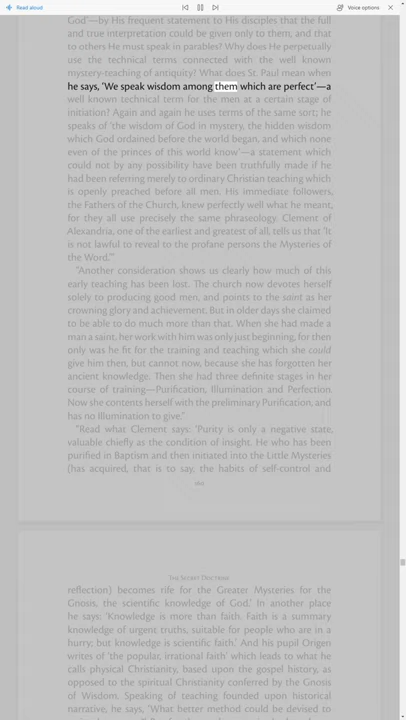 Read aloud
Voice options
God'—by His frequent statement to His disciples that the full
and true interpretation could be given only to them, and that
to others He must speak in parables? Why does He perpetually
use the technical terms connected with the well known
mystery-teaching of antiquity? What does St. Paul mean when
he says, 'We speak wisdom among them which are perfect'—a
well known technical term for the men at a certain stage of
initiation? Again and again he uses terms of the same sort; he
speaks of 'the wisdom of God in mystery, the hidden wisdom
which God ordained before the world began, and which none
even of the princes of this world know'—a statement which
could not by any possibility have been truthfully made if he
had been referring merely to ordinary Christian teaching which
is openly preached before all men. His immediate followers,
the Fathers of the Church, knew perfectly well what he meant,
for they all use precisely the same phraseology. Clement of
Alexandria, one of the earliest and greatest of all, tells us that 'It
is not lawful to reveal to the profane persons the Mysteries of
the Word.'"
"Another consideration shows us clearly how much of this
early teaching has been lost. The church now devotes herself
solely to producing good men, and points to the saint as her
crowning glory and achievement. But in older days she claimed
to be able to do much more than that. When she had made a
man a saint, her work with him was only just beginning, for then
only was he fit for the training and teaching which she could
give him then, but cannot now, because she has forgotten her
ancient knowledge. Then she had three definite stages in her
course of training—Purification, Illumination and Perfection.
Now she contents herself with the preliminary Purification, and
has no Illumination to give."
"Read what Clement says: 'Purity is only a negative state,
valuable chiefly as the condition of insight. He who has been
purified in Baptism and then initiated into the Little Mysteries
(has acquired, that is to say, the habits of self-control and
The Secret Doctrine
reflection) becomes rife for the Greater Mysteries for the
Gnosis, the scientific knowledge of God.' In another place
he says: 'Knowledge is more than faith. Faith is a summary
knowledge of urgent truths, suitable for people who are in a
hurry; but knowledge is scientific faith.' And his pupil Origen
writes of 'the popular, irrational faith' which leads to what he
calls physical Christianity, based upon the gospel history, as
opposed to the spiritual Christianity conferred by the Gnosis
of Wisdom. Speaking of teaching founded upon historical
narrative, he says, 'What better method could be devised to